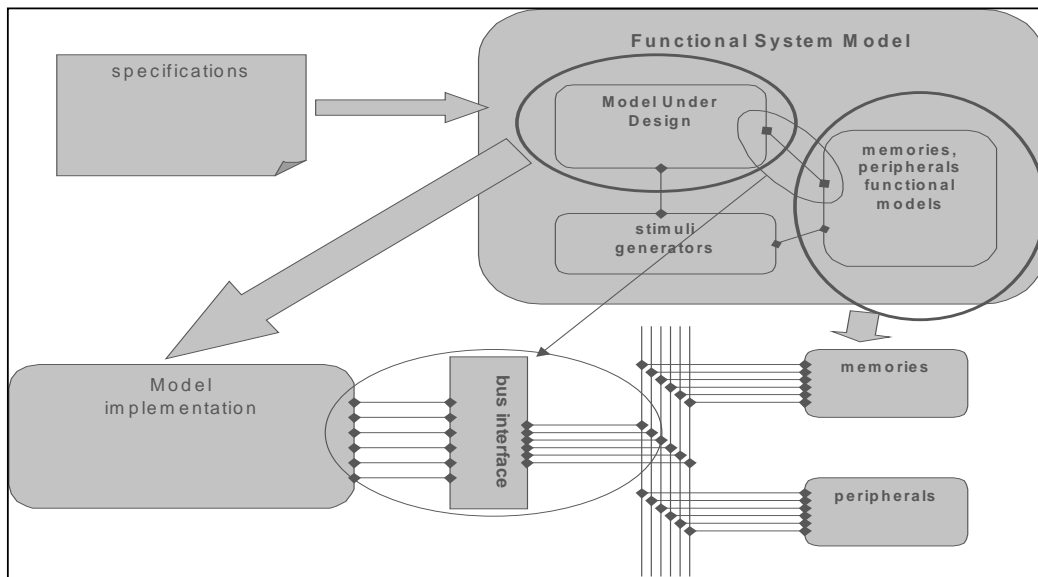 specifications
Functional System Model
Model Under
Design
memories,
peripherals
functional
models
stimuli
generators
Model
implementation
bus interface
memories
peripherals